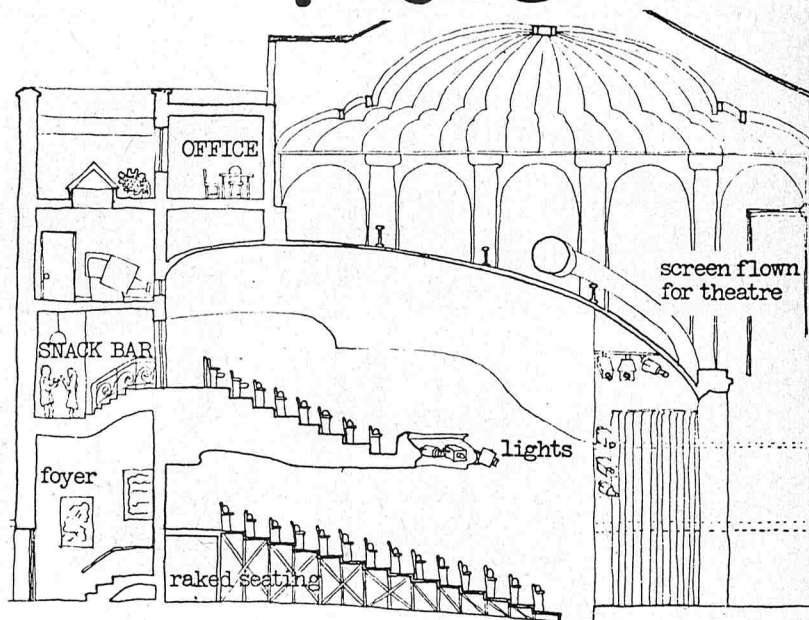 OFFICE
screen flown
for theatre
SNACK BAR
lights
foyer
raked seating